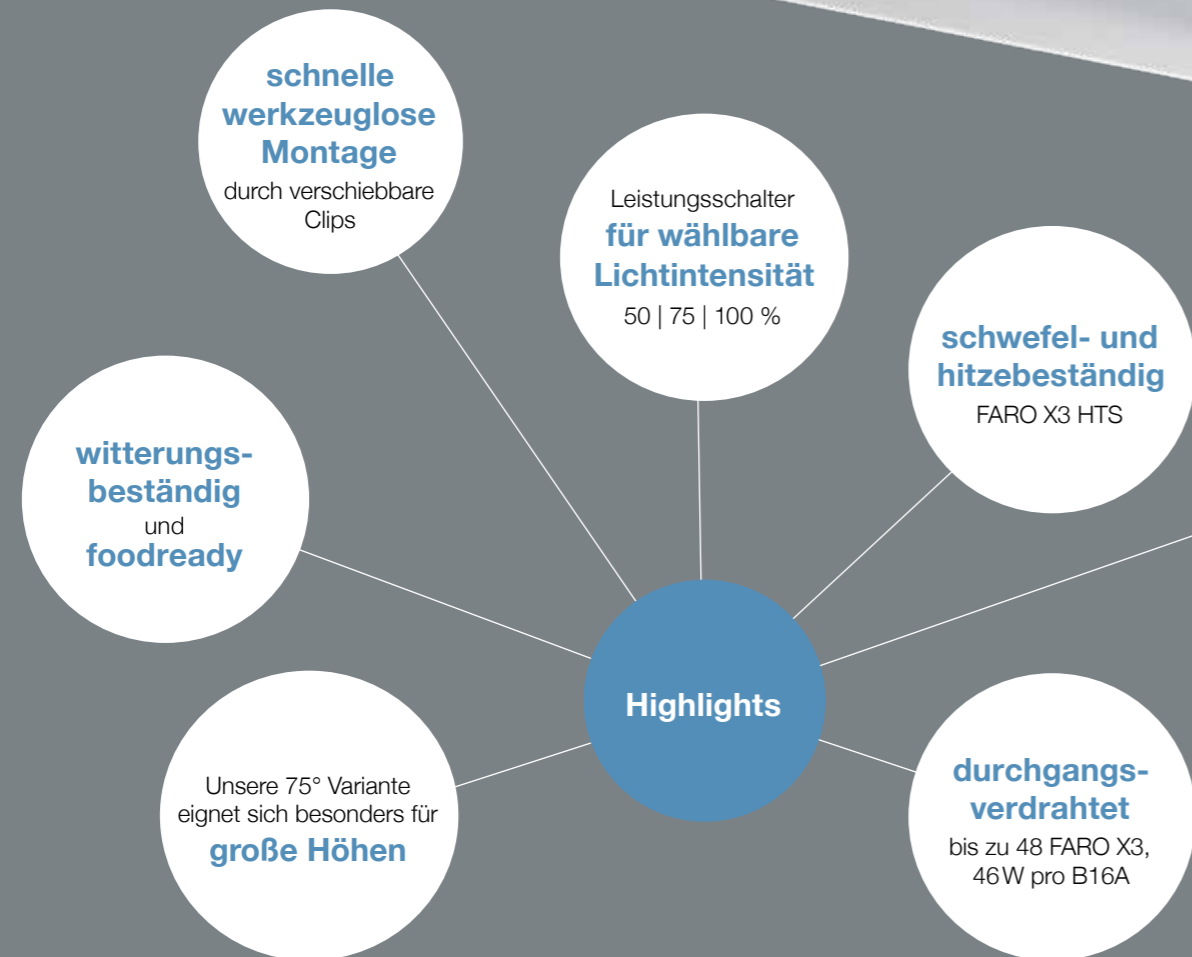 schnelle
werkzeuglose
Montage
durch verschiebbare
Clips
Leistungsschalter
für wählbare
Lichtintensität
50 | 75 | 100 %
schwefel- und
hitzebeständig
FARO X3 HTS
witterungs-
beständig
und
foodready
Highlights
Unsere 75° Variante
eignet sich besonders für
große Höhen
durchgangs-
verdrahtet
bis zu 48 FARO X3,
46W pro B16A